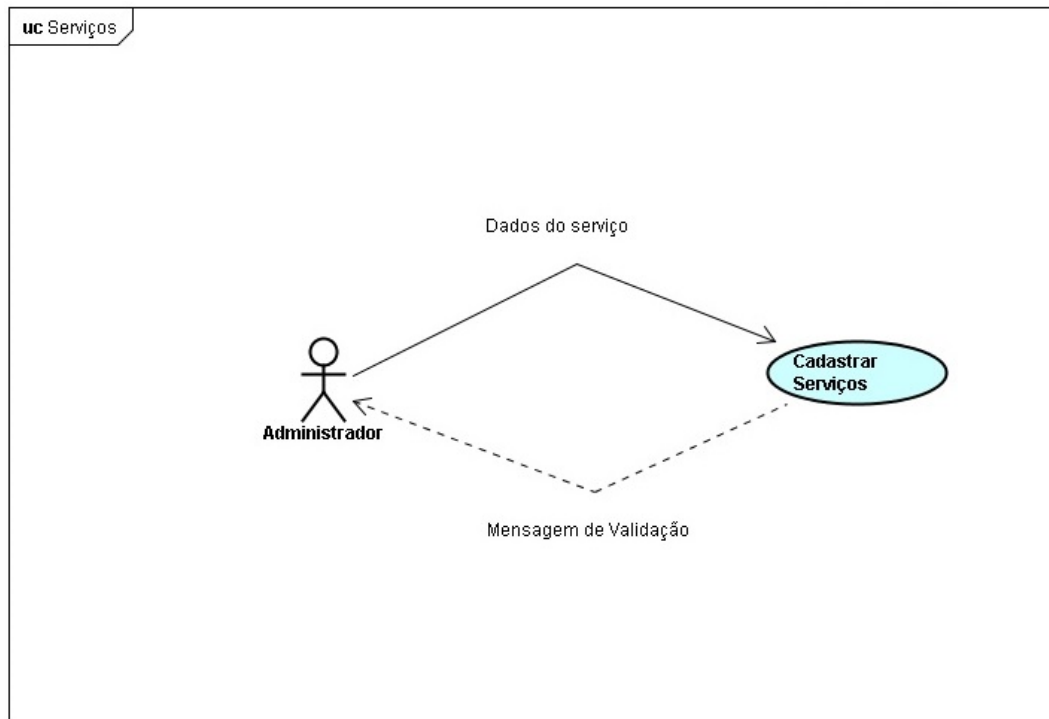 uc Serviços
Dados do serviço
Cadastrar
Serviços
Administrador
Mensagem de Validação